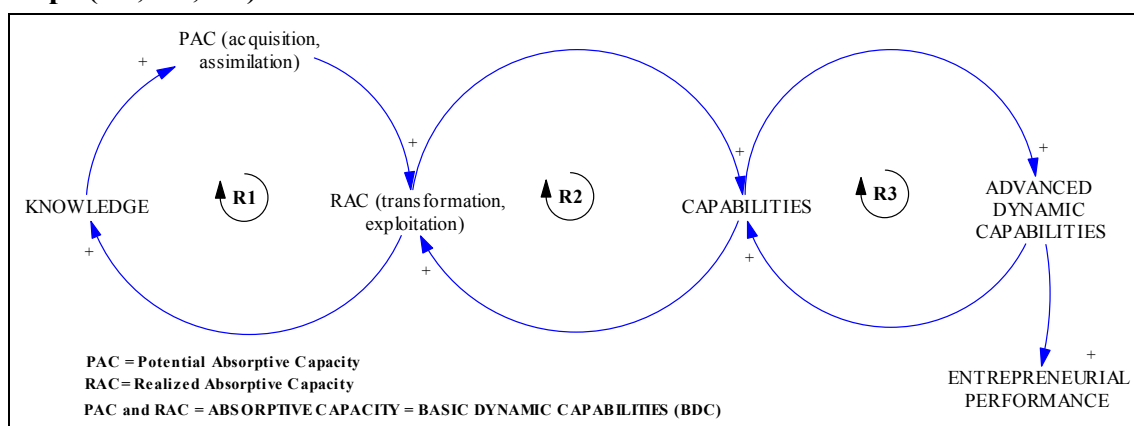 PAC (acquisition,
assimilation)
+
+
+
+
KNOWLEDGE
R1
RAC (transformation,
exploitation)
R2
CAPABILITIES
R3
ADVANCED
DYNAMIC
CAPABILITIES
+
+
+
PAC = Potential Absorptive Capacity
RAC= Realized Absorptive Capacity
PAC and RAC = ABSORPTIVE CAPACITY = BASIC DYNAMIC CAPABILITIES (BDC)
+
ENTREPRENEURIAL
PERFORMANCE